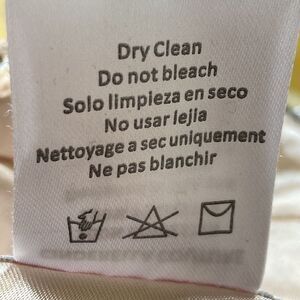 Dry Clean
Do not bleach
Solo limpieza en seco
No usar lejia
Nettoyage a sec uniquement
Ne pas blanchir